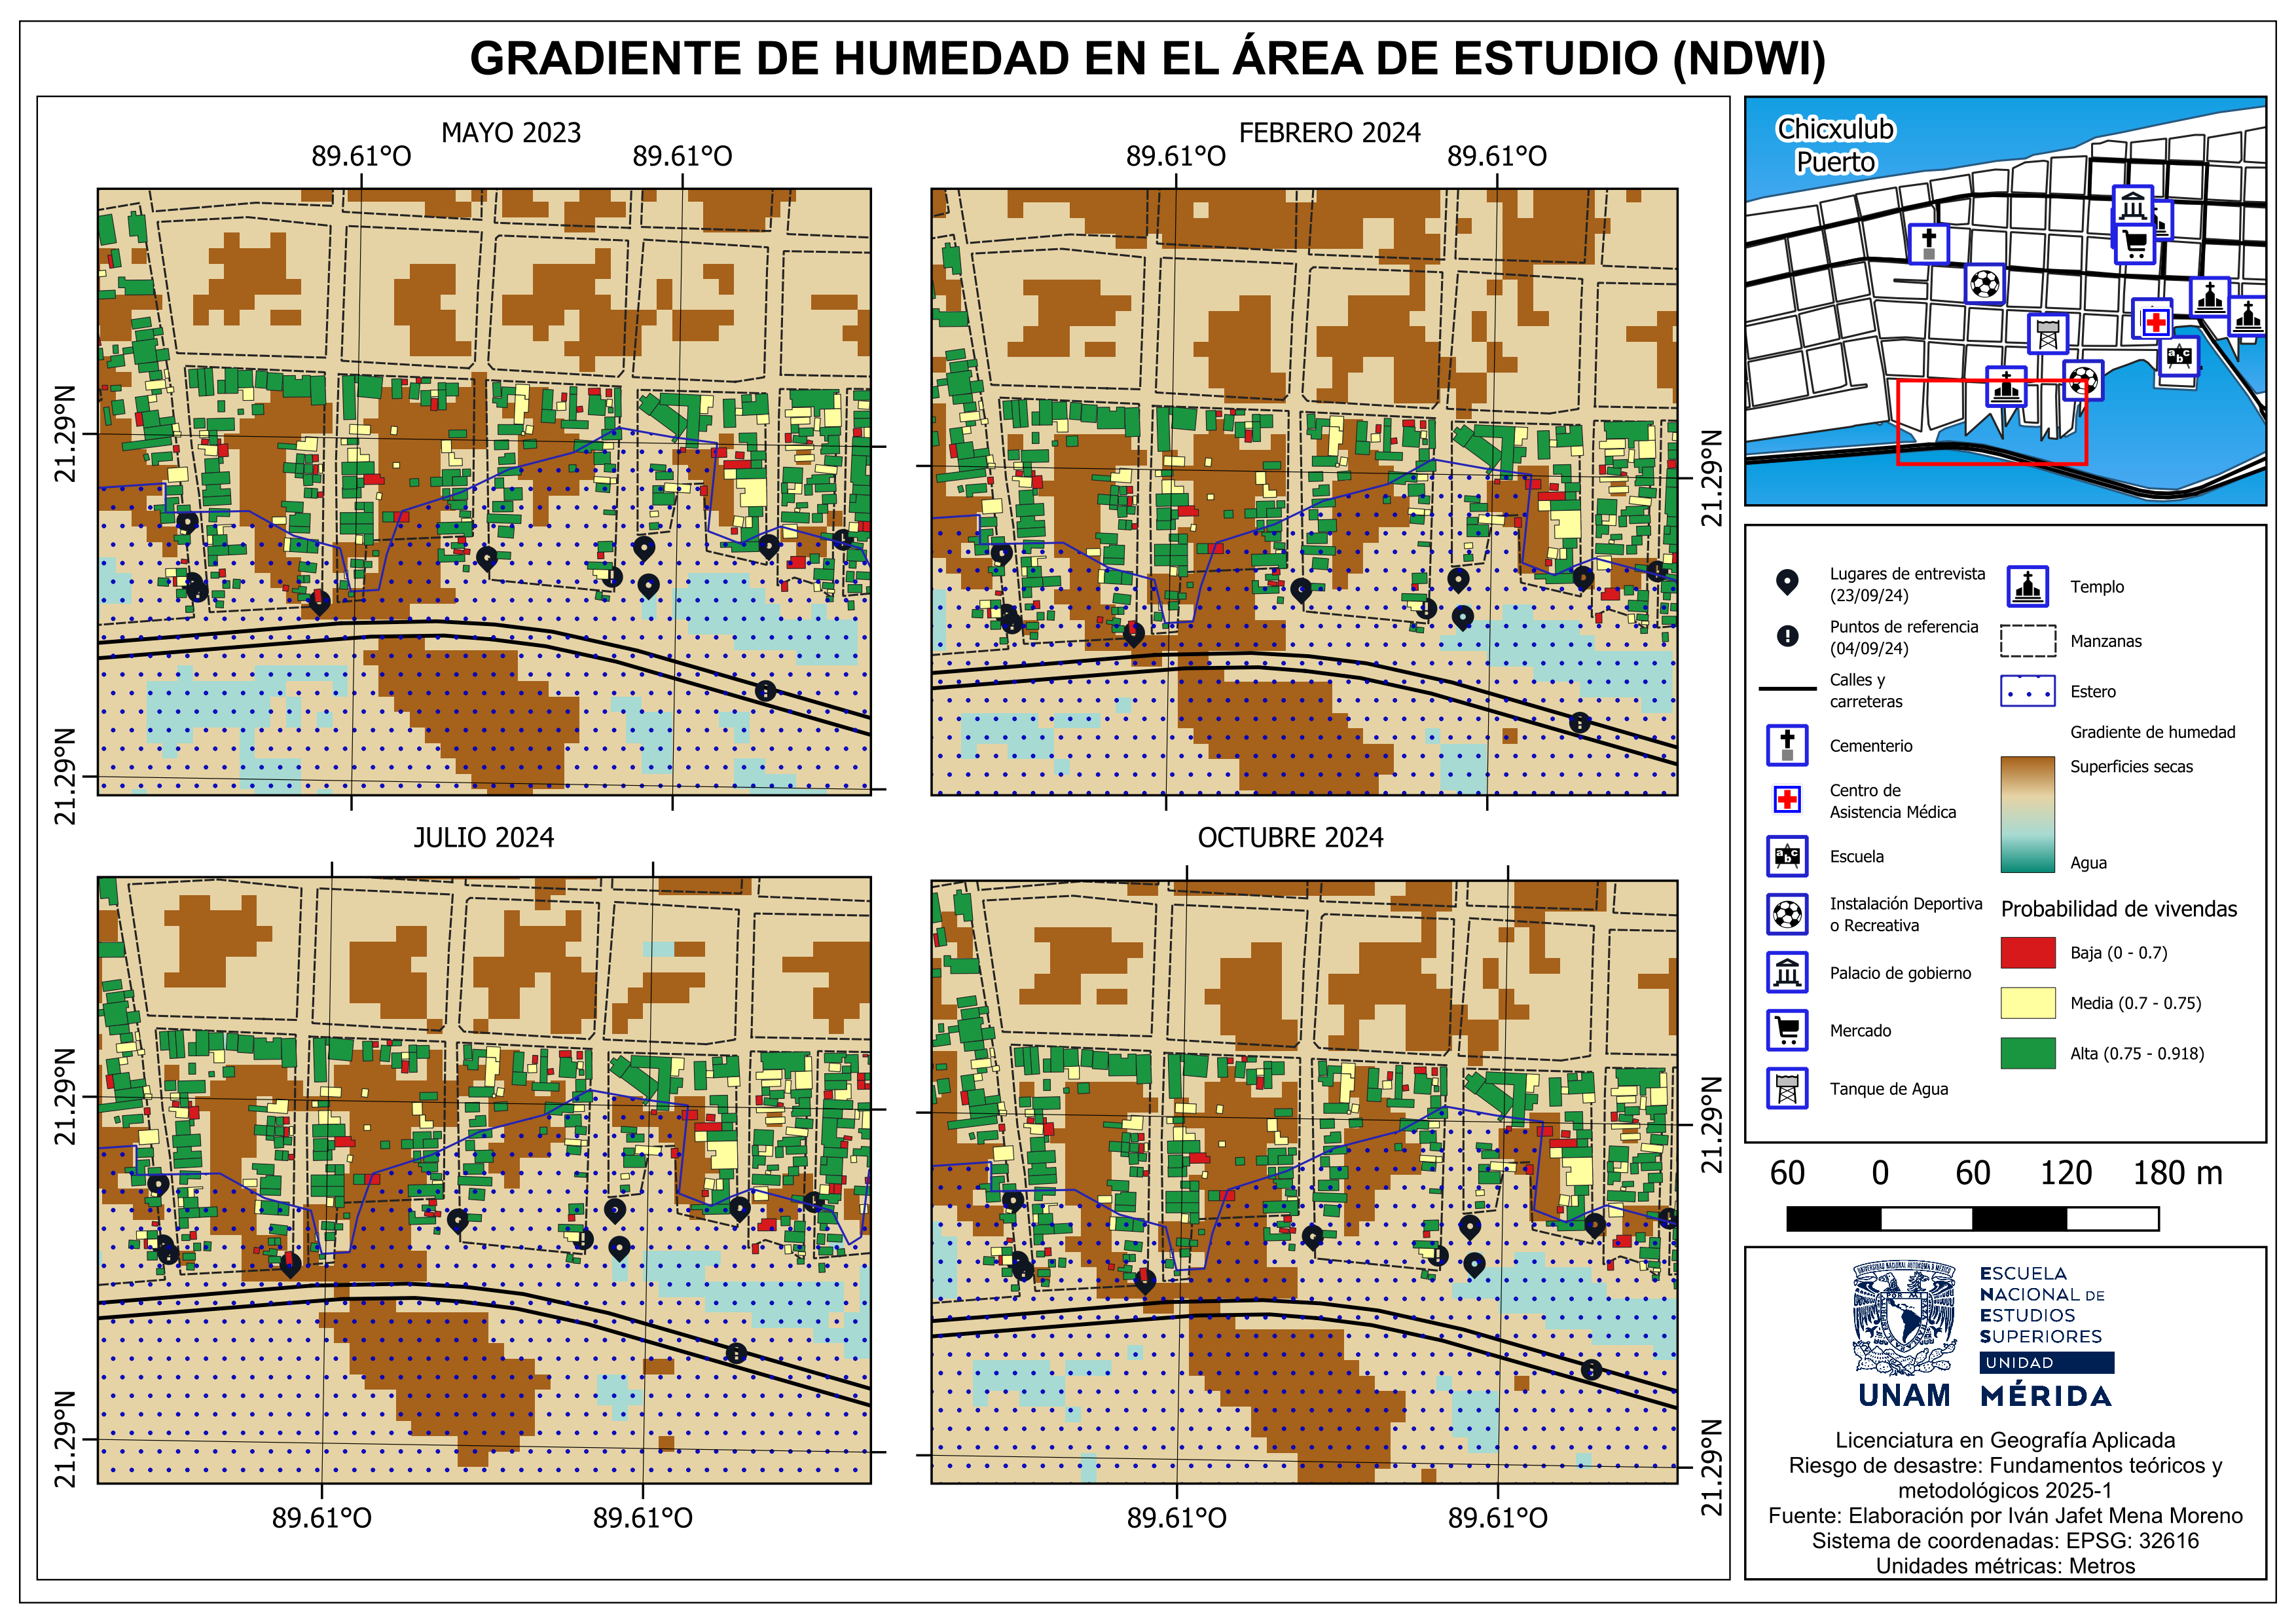 GRADIENTE DE HUMEDAD EN EL ÁREA DE ESTUDIO (NDWI)
MAYO 2023
89.61°O 89.61°O
21.29°N
21.29°N
FEBRERO 2024
89.61°O 89.61°O
21.29°N
JULIO 2024
21.29°N
21.29°N
89.61°O 89.61°O
OCTUBRE 2024
21.29°N
21.29°N
89.61°O 89.61°O
Chicxulub
Puerto
Lugares de entrevista
(23/09/24)
Puntos de referencia
(04/09/24)
Calles y
carreteras
Cementerio
Centro de
Asistencia Médica
abc
Escuela
Instalación Deportiva
o Recreativa
Palacio de gobierno
Mercado
Tanque de Agua
Templo
Manzanas
Estero
Gradiente de humedad
Superficies secas
Agua
Probabilidad de vivendas
Baja (0 - 0.7)
Media (0.7 - 0.75)
Alta (0.75 - 0.918)
60 0 60 120 180 m
UNAM
ESCUELA
NACIONAL DE
ESTUDIOS
SUPERIORES
UNIDAD
MÉRIDA
Licenciatura en Geografía Aplicada
Riesgo de desastre: Fundamentos teóricos y
metodológicos 2025-1
Fuente: Elaboración por Iván Jafet Mena Moreno
Sistema de coordenadas: EPSG: 32616
Unidades métricas: Metros